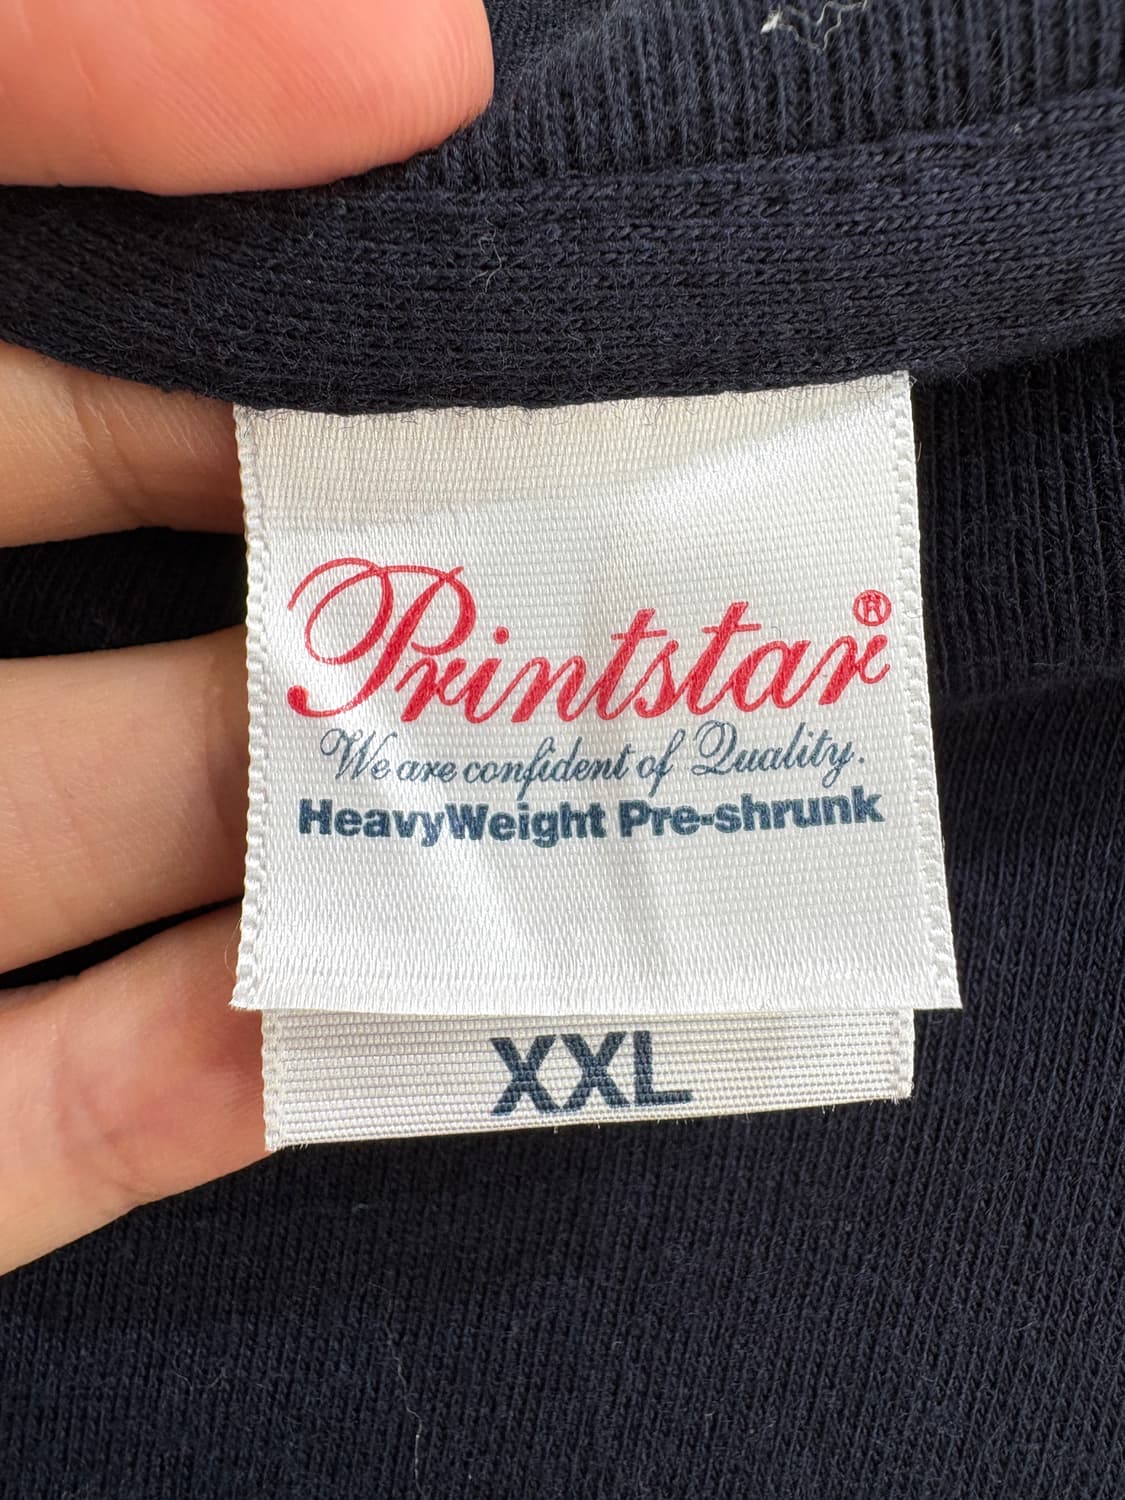 Printstar®
We are confident of Quality.
HeavyWeight Pre-shrunk
XXL